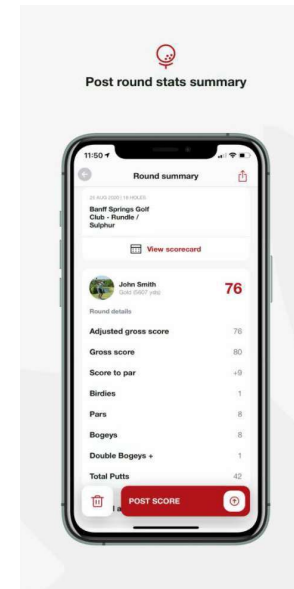 Post round stats summary
11:50
Round summary
Banff Springs Golf
Club - Rundle /
Sulphur
View scorecard
John Smith
76
Round details
Adjusted gross score 76
Gross score 80
Score to par +9
Birdies 1
Pars 8
Bogeys 8
Double Bogeys + 1
Total Putts 42
POST SCORE